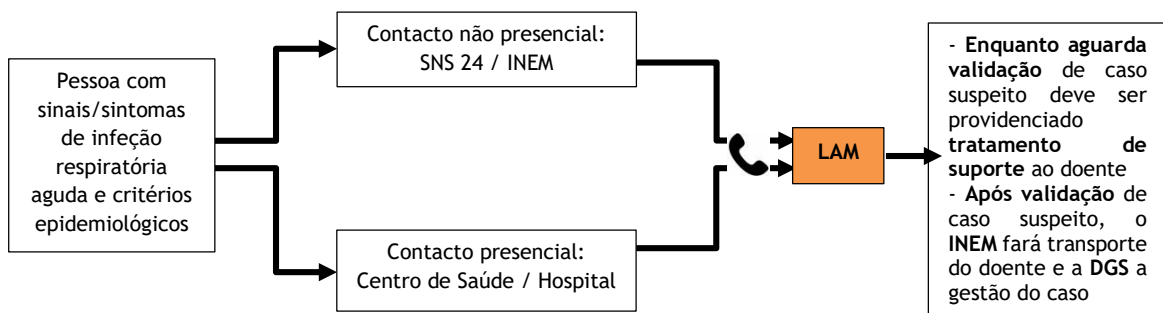 Pessoa com
sinais/sintomas
de infeção
respiratória
aguda e critérios
epidemiológicos
Contacto não presencial:
SNS 24 / INEM
Contacto presencial:
Centro de Saúde / Hospital
LAM
- Enquanto aguarda
validação de caso
suspeito deve ser
providenciado
tratamento de
suporte ao doente
- Após validação de
caso suspeito, o
INEM fará transporte
do doente e a DGS a
gestão do caso